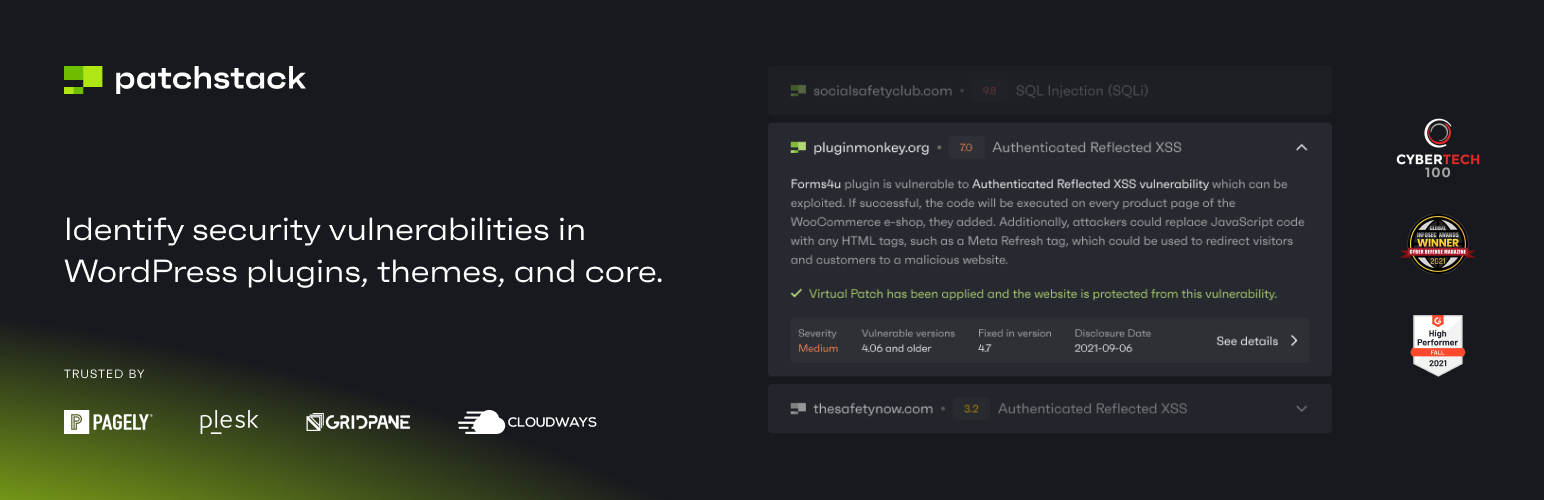 patchstack
Identify security vulnerabilities in
WordPress plugins, themes, and core.
TRUSTED BY
PAGELY
plesk
GRIDPANE
CLOUDWAYS
socialsafetyclub.com • 9.8 SQL Injection (SQLi)
pluginmonkey.org • 7.0 Authenticated Reflected XSS
Forms4u plugin is vulnerable to Authenticated Reflected XSS vulnerability which can be
exploited. If successful, the code will be executed on every product page of the
WooCommerce e-shop, they added. Additionally, attackers could replace JavaScript code
with any HTML tags, such as a Meta Refresh tag, which could be used to redirect visitors
and customers to a malicious website.
Virtual Patch has been applied and the website is protected from this vulnerability.
Severity Vulnerable versions Fixed in version Disclosure Date
Medium 4.06 and older 4.7 2021-09-06
See details
thesafetynow.com • 3.2 Authenticated Reflected XSS
CYBERTECH
100
GLOBAL
INFOSEC AWARDS
WINNER
CYBER DEFENSE MAGAZINE
2021
High
Performer
FALL
2021